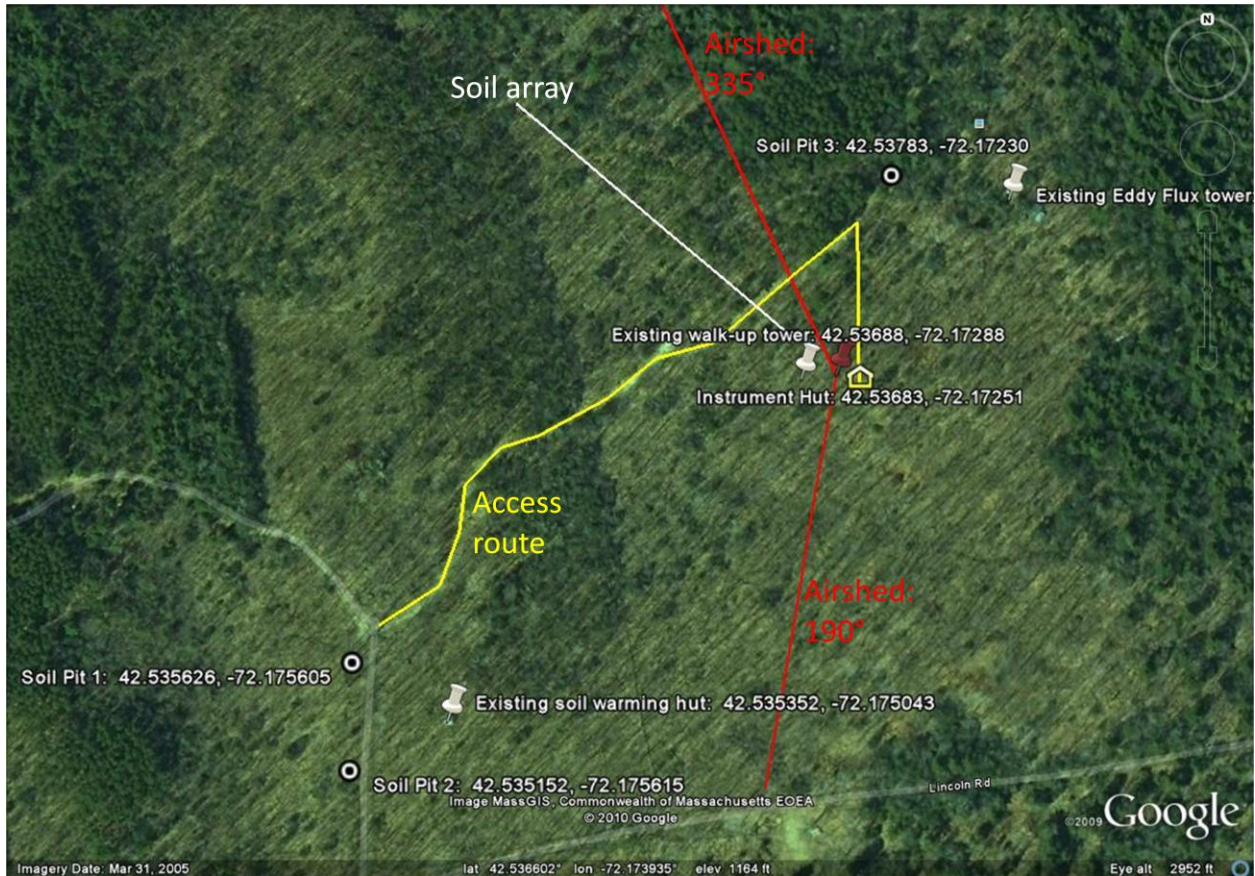 N
Airshed:
335°
Soil array
Soil Pit 3: 42.53783, -72.17230
Existing Eddy Flux tower:
Existing walk-up tower: 42.53688, -72.17288
Instrument Hut: 42.53683, -72.17251
Access
route
Airshed:
190°
Soil Pit 1: 42.535626, -72.175605
Existing soil warming hut: 42.535352, -72.175043
Soil Pit 2: 42.535152, -72.175615
Lincoln Rd
Image MassGIS, Commonwealth of Massachusetts EOEA
© 2010 Google
©2009 Google
Imagery Date: Mar 31, 2005 lat 42.536602° lon -72.173935° elev 1164 ft Eye alt 2952 ft